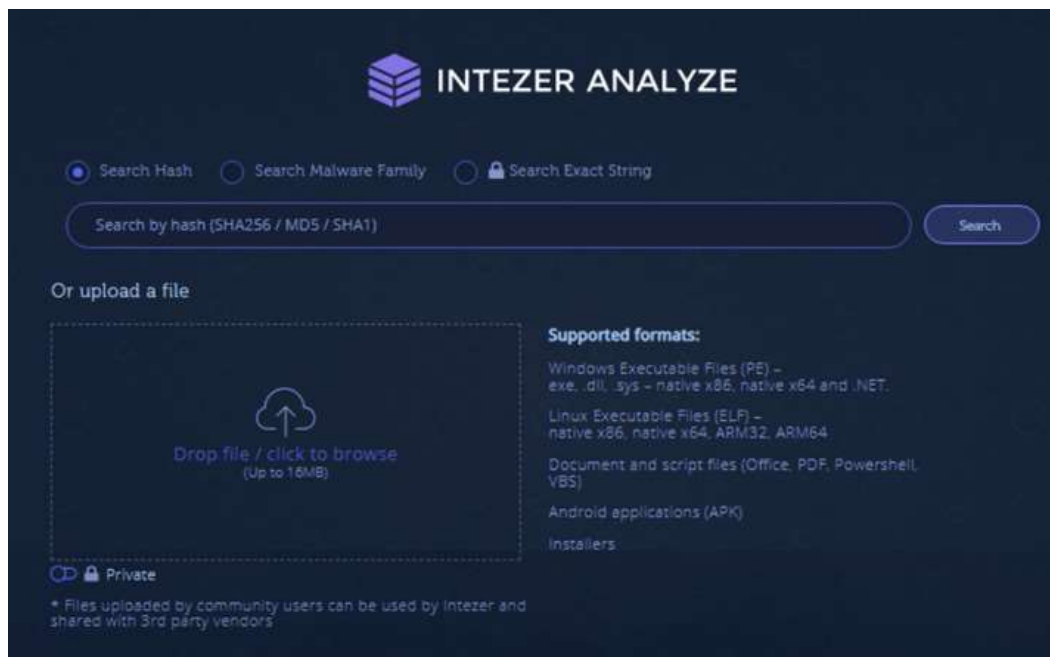 INTEZER ANALYZE
Search Hash Search Malware Family Search Exact String
Search by hash (SHA256 / MD5 / SHA1) Search
Or upload a file
Supported formats:
Windows Executable Files (PE) –
exe, .dll, .sys – native x86, native x64 and .NET.
Linux Executable Files (ELF) –
native x86, native x64, ARM32, ARM64
Drop file / click to browse
(Up to 16MB)
Document and script files (Office, PDF, Powershell,
VBS)
Android applications (APK)
Installers
Private
* Files uploaded by community users can be used by Intezer and
shared with 3rd party vendors